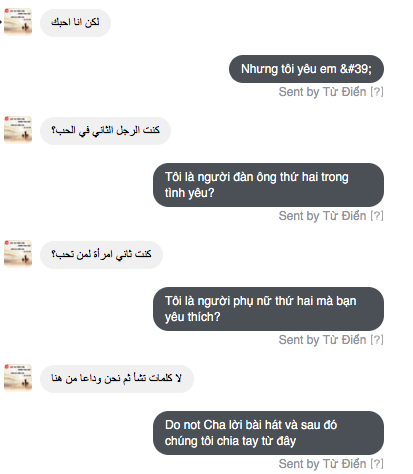 لكن انا احبك
Nhưng tôi yêu em &#39;
Sent by Từ Điển [?]
كنت الرجل الثاني في الحب؟
Tôi là người đàn ông thứ hai trong
tình yêu?
Sent by Từ Điển [?]
كنت ثاني امرأة لمن تحب؟
Tôi là người phụ nữ thứ hai mà bạn
yêu thích?
Sent by Từ Điển [?]
لا كلمات تشأ ثم نحن وداعا من هنا
Do not Cha lời bài hát và sau đó
chúng tôi chia tay từ đây
Sent by Từ Điển [?]